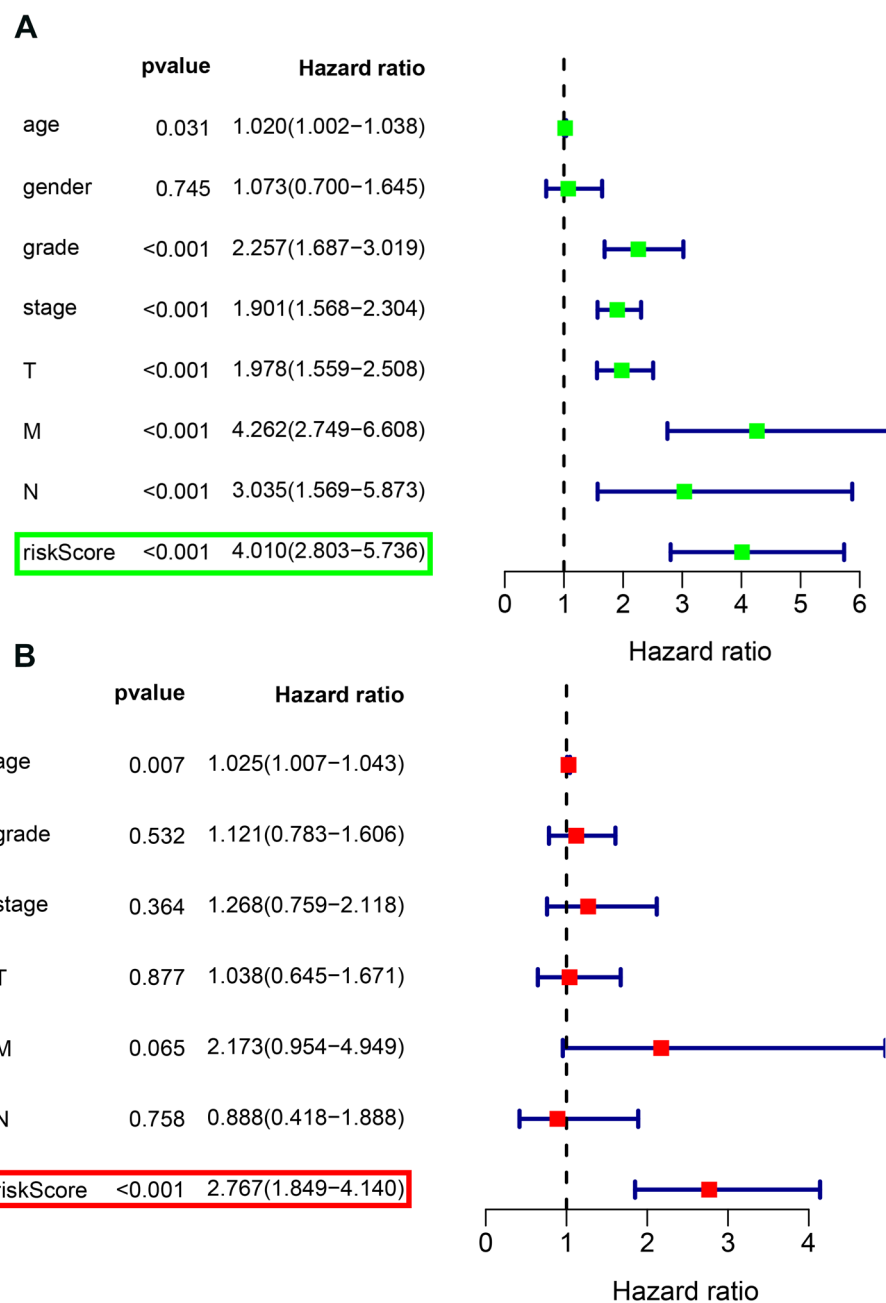 A
pvalue Hazard ratio
age 0.031 1.020(1.002−1.038)
gender 0.745 1.073(0.700−1.645)
grade <0.001 2.257(1.687−3.019)
stage <0.001 1.901(1.568−2.304)
T <0.001 1.978(1.559−2.508)
M <0.001 4.262(2.749−6.608)
N <0.001 3.035(1.569−5.873)
riskScore <0.001 4.010(2.803−5.736)
0 1 2 3 4 5 6
Hazard ratio
B
pvalue Hazard ratio
age 0.007 1.025(1.007−1.043)
grade 0.532 1.121(0.783−1.606)
stage 0.364 1.268(0.759−2.118)
T 0.877 1.038(0.645−1.671)
M 0.065 2.173(0.954−4.949)
N 0.758 0.888(0.418−1.888)
riskScore <0.001 2.767(1.849−4.140)
0 1 2 3 4
Hazard ratio